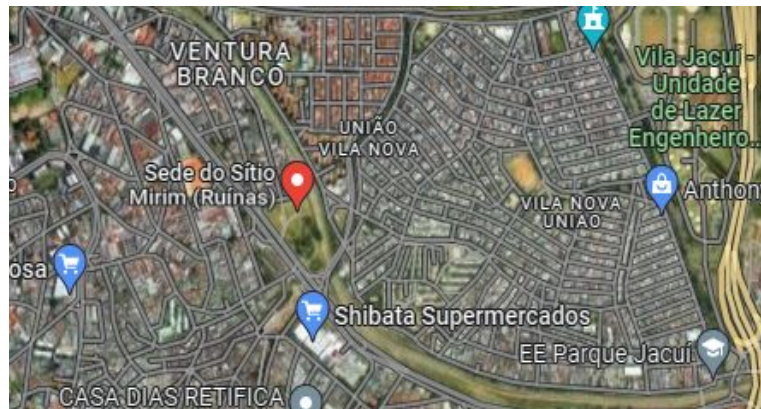 VENTURA
BRANCO
Vila Jacuí -
Unidade
de Lazer
Engenheiro...
UNIÃO
VILA NOVA
Sede do Sítio
Mirim (Ruínas)
Anthon
VILA NOVA
UNIAO
osa
Shibata Supermercados
EE Parque Jacuí
CASA DIAS RETIFICA